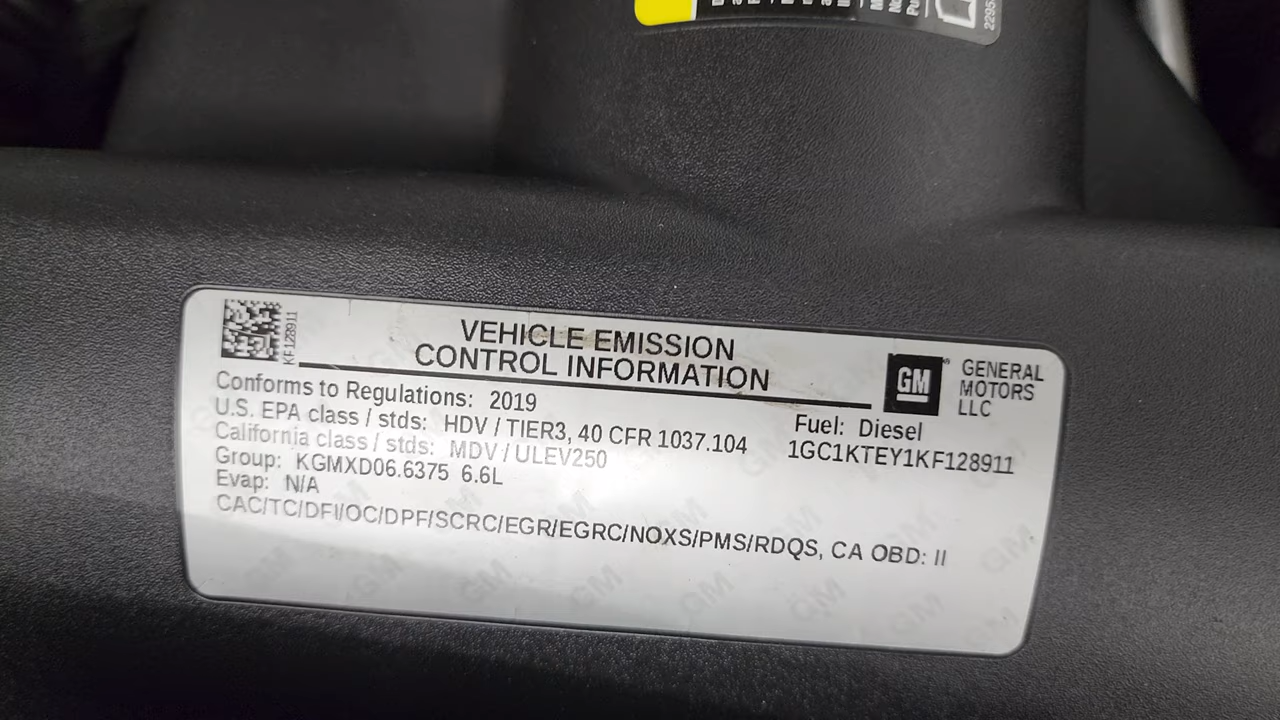 KF128911
VEHICLE EMISSION
CONTROL INFORMATION
GM
GENERAL
MOTORS
LLC
Conforms to Regulations: 2019
U.S. EPA class / stds: HDV / TIER3, 40 CFR 1037.104
Fuel: Diesel
California class / stds: MDV / ULEV250
1GC1KTEY1KF128911
Group: KGMXD06.6375 6.6L
Evap: N/A
CAC/TC/DFI/OC/DPF/SCRC/EGR/EGRC/NOXS/PMS/RDQS, CA OBD: II